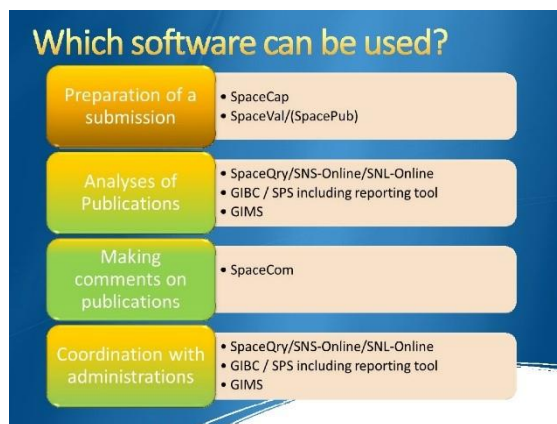 Which software can be used?
Preparation of a
submission
• SpaceCap
• SpaceVal/(SpacePub)
Analyses of
Publications
• SpaceQry/SNS-Online/SNL-Online
• GIBC / SPS including reporting tool
• GIMS
Making
comments on
publications
• SpaceCom
Coordination with
administrations
• SpaceQry/SNS-Online/SNL-Online
• GIBC / SPS including reporting tool
• GIMS